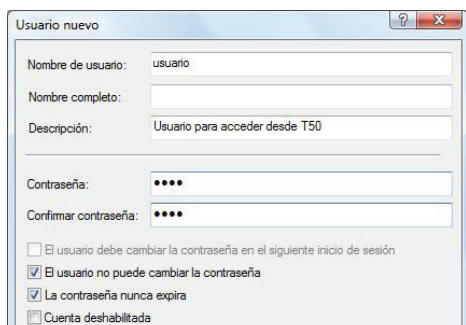 Usuario nuevo
Nombre de usuario: usuario
Nombre completo:
Descripción: Usuario para acceder desde T50
Contraseña: ••••
Confirmar contraseña: ••••
El usuario debe cambiar la contraseña en el siguiente inicio de sesión
El usuario no puede cambiar la contraseña
La contraseña nunca expira
Cuenta deshabilitada